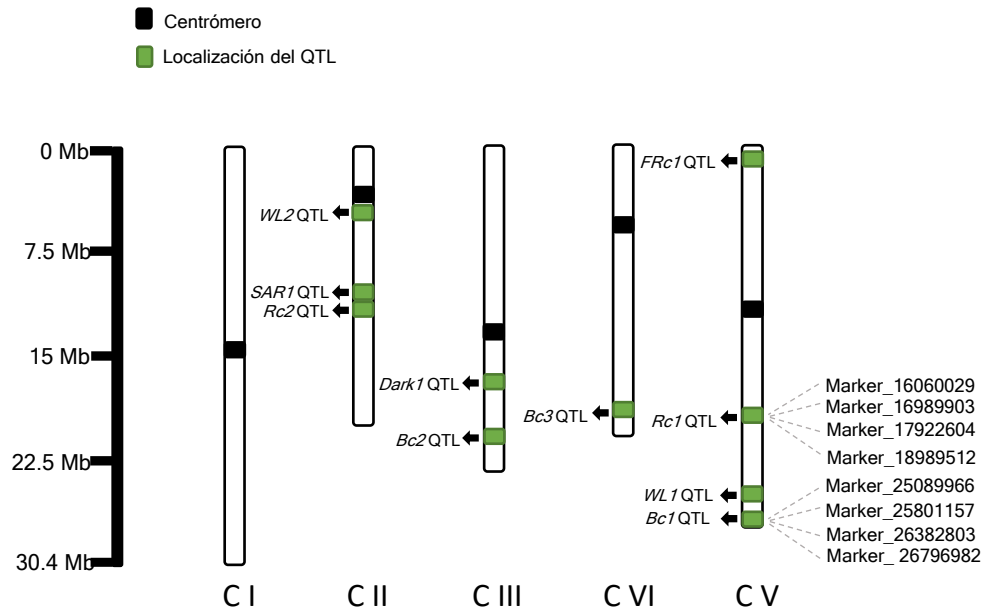 Centrómero
Localización del QTL
0 Mb
7.5 Mb
15 Mb
22.5 Mb
30.4 Mb
WL2 QTL
SAR1 QTL
Rc2 QTL
Dark1 QTL
Bc2 QTL
Bc3 QTL
FRc1 QTL
Rc1 QTL
WL1 QTL
Bc1 QTL
Marker_16060029
Marker_16989903
Marker_17922604
Marker_18989512
Marker_25089966
Marker_25801157
Marker_26382803
Marker_ 26796982
C I
C II
C III
C VI
C V